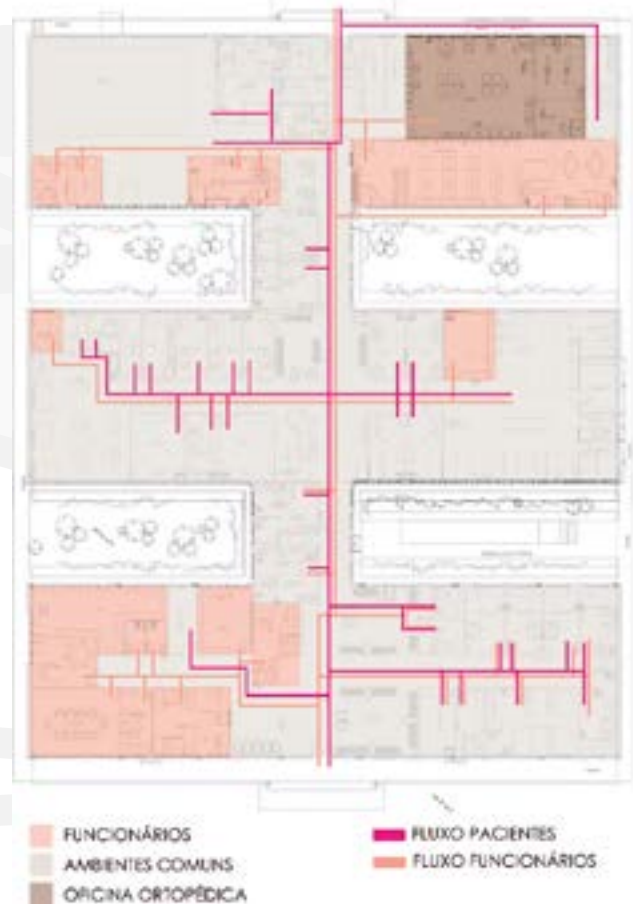 FUNCIONÁRIOS
AMBIENTES COMUNS
OFICINA ORTOPÉDICA
FLUXO PACIENTES
FLUXO FUNCIONÁRIOS